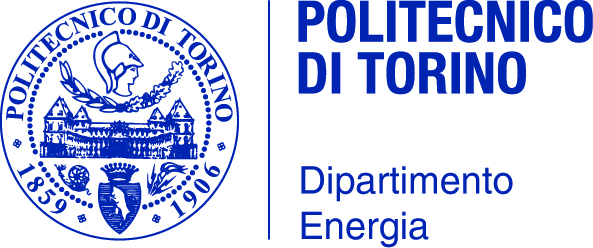 POLITECNICO DI TORINO
1859
1906
POLITECNICO
DI TORINO
Dipartimento
Energia